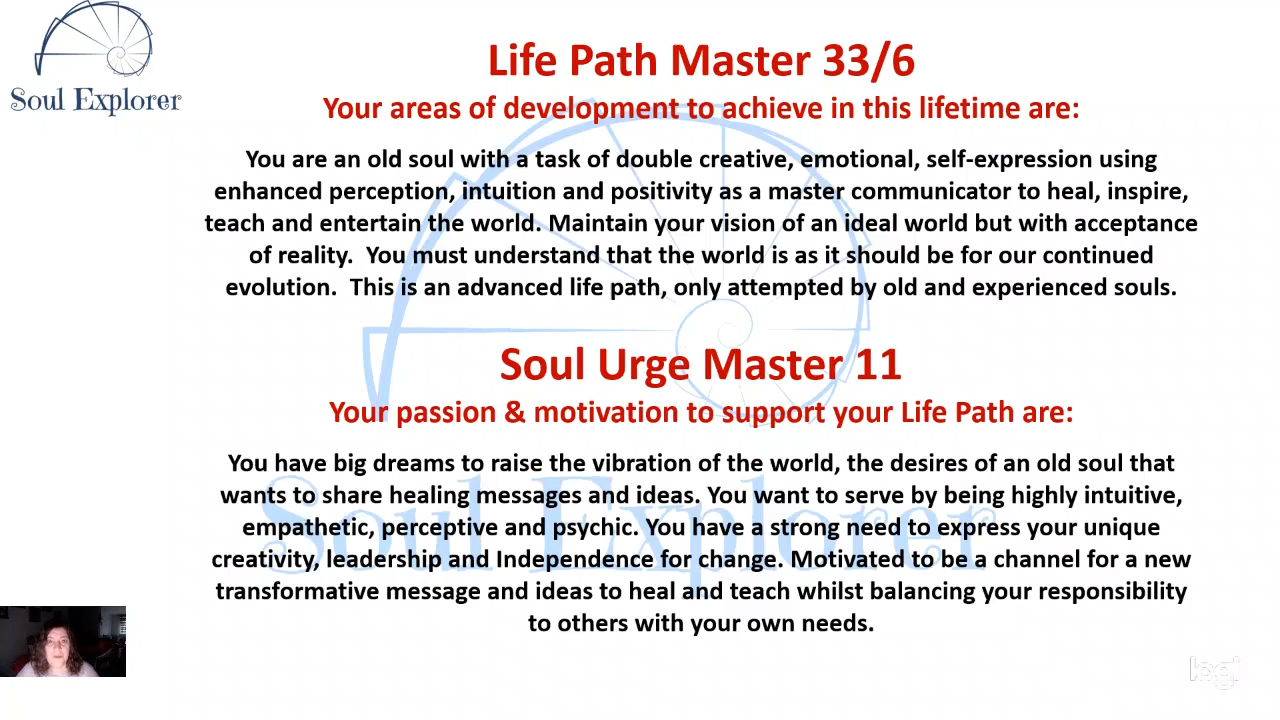 Soul Explorer
Life Path Master 33/6
Your areas of development to achieve in this lifetime are:
You are an old soul with a task of double creative, emotional, self-expression using
enhanced perception, intuition and positivity as a master communicator to heal, inspire,
teach and entertain the world. Maintain your vision of an ideal world but with acceptance
of reality.  You must understand that the world is as it should be for our continued
evolution.  This is an advanced life path, only attempted by old and experienced souls.
Soul Urge Master 11
Your passion & motivation to support your Life Path are:
You have big dreams to raise the vibration of the world, the desires of an old soul that
wants to share healing messages and ideas. You want to serve by being highly intuitive,
empathetic, perceptive and psychic. You have a strong need to express your unique
creativity, leadership and Independence for change. Motivated to be a channel for a new
transformative message and ideas to heal and teach whilst balancing your responsibility
to others with your own needs.
Soul Explorer
logi